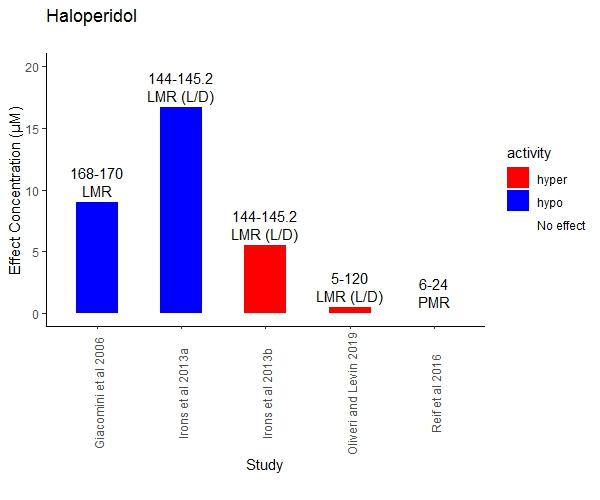 Haloperidol
Effect Concentration (µM)
20
15
10
5
0
168-170
LMR
144-145.2
LMR (L/D)
144-145.2
LMR (L/D)
5-120
LMR (L/D)
6-24
PMR
Giacomini et al 2006
Irons et al 2013a
Irons et al 2013b
Oliveri and Levin 2019
Reif et al 2016
Study
activity
hyper
hypo
No effect